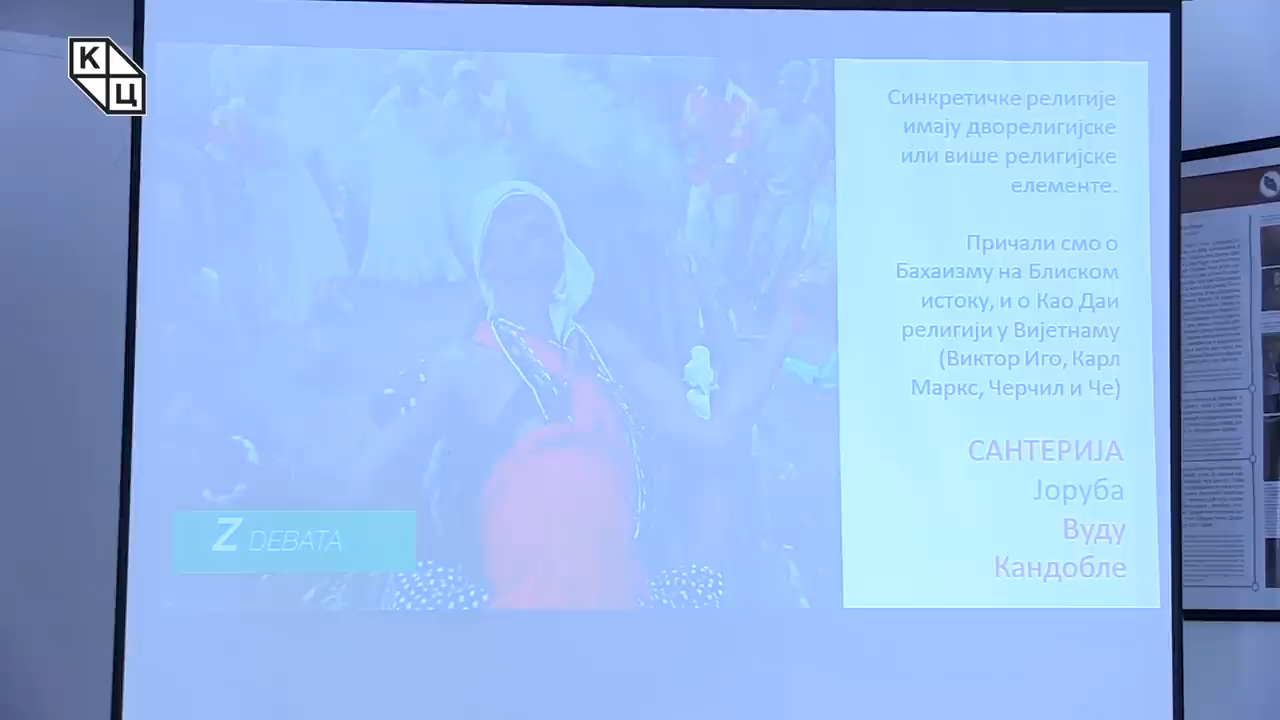 К
Ц
Синкретичке религије
имају дворелигијске
или више религијске
елементе.
Причали смо о
Бахаизму на Блиском
истоку, и о Као Даи
религији у Вијетнаму
(Виктор Иго, Карл
Маркс, Черчил и Че)
САНТЕРИЈА
Јоруба
Вуду
Кандобле
Z DEBATA